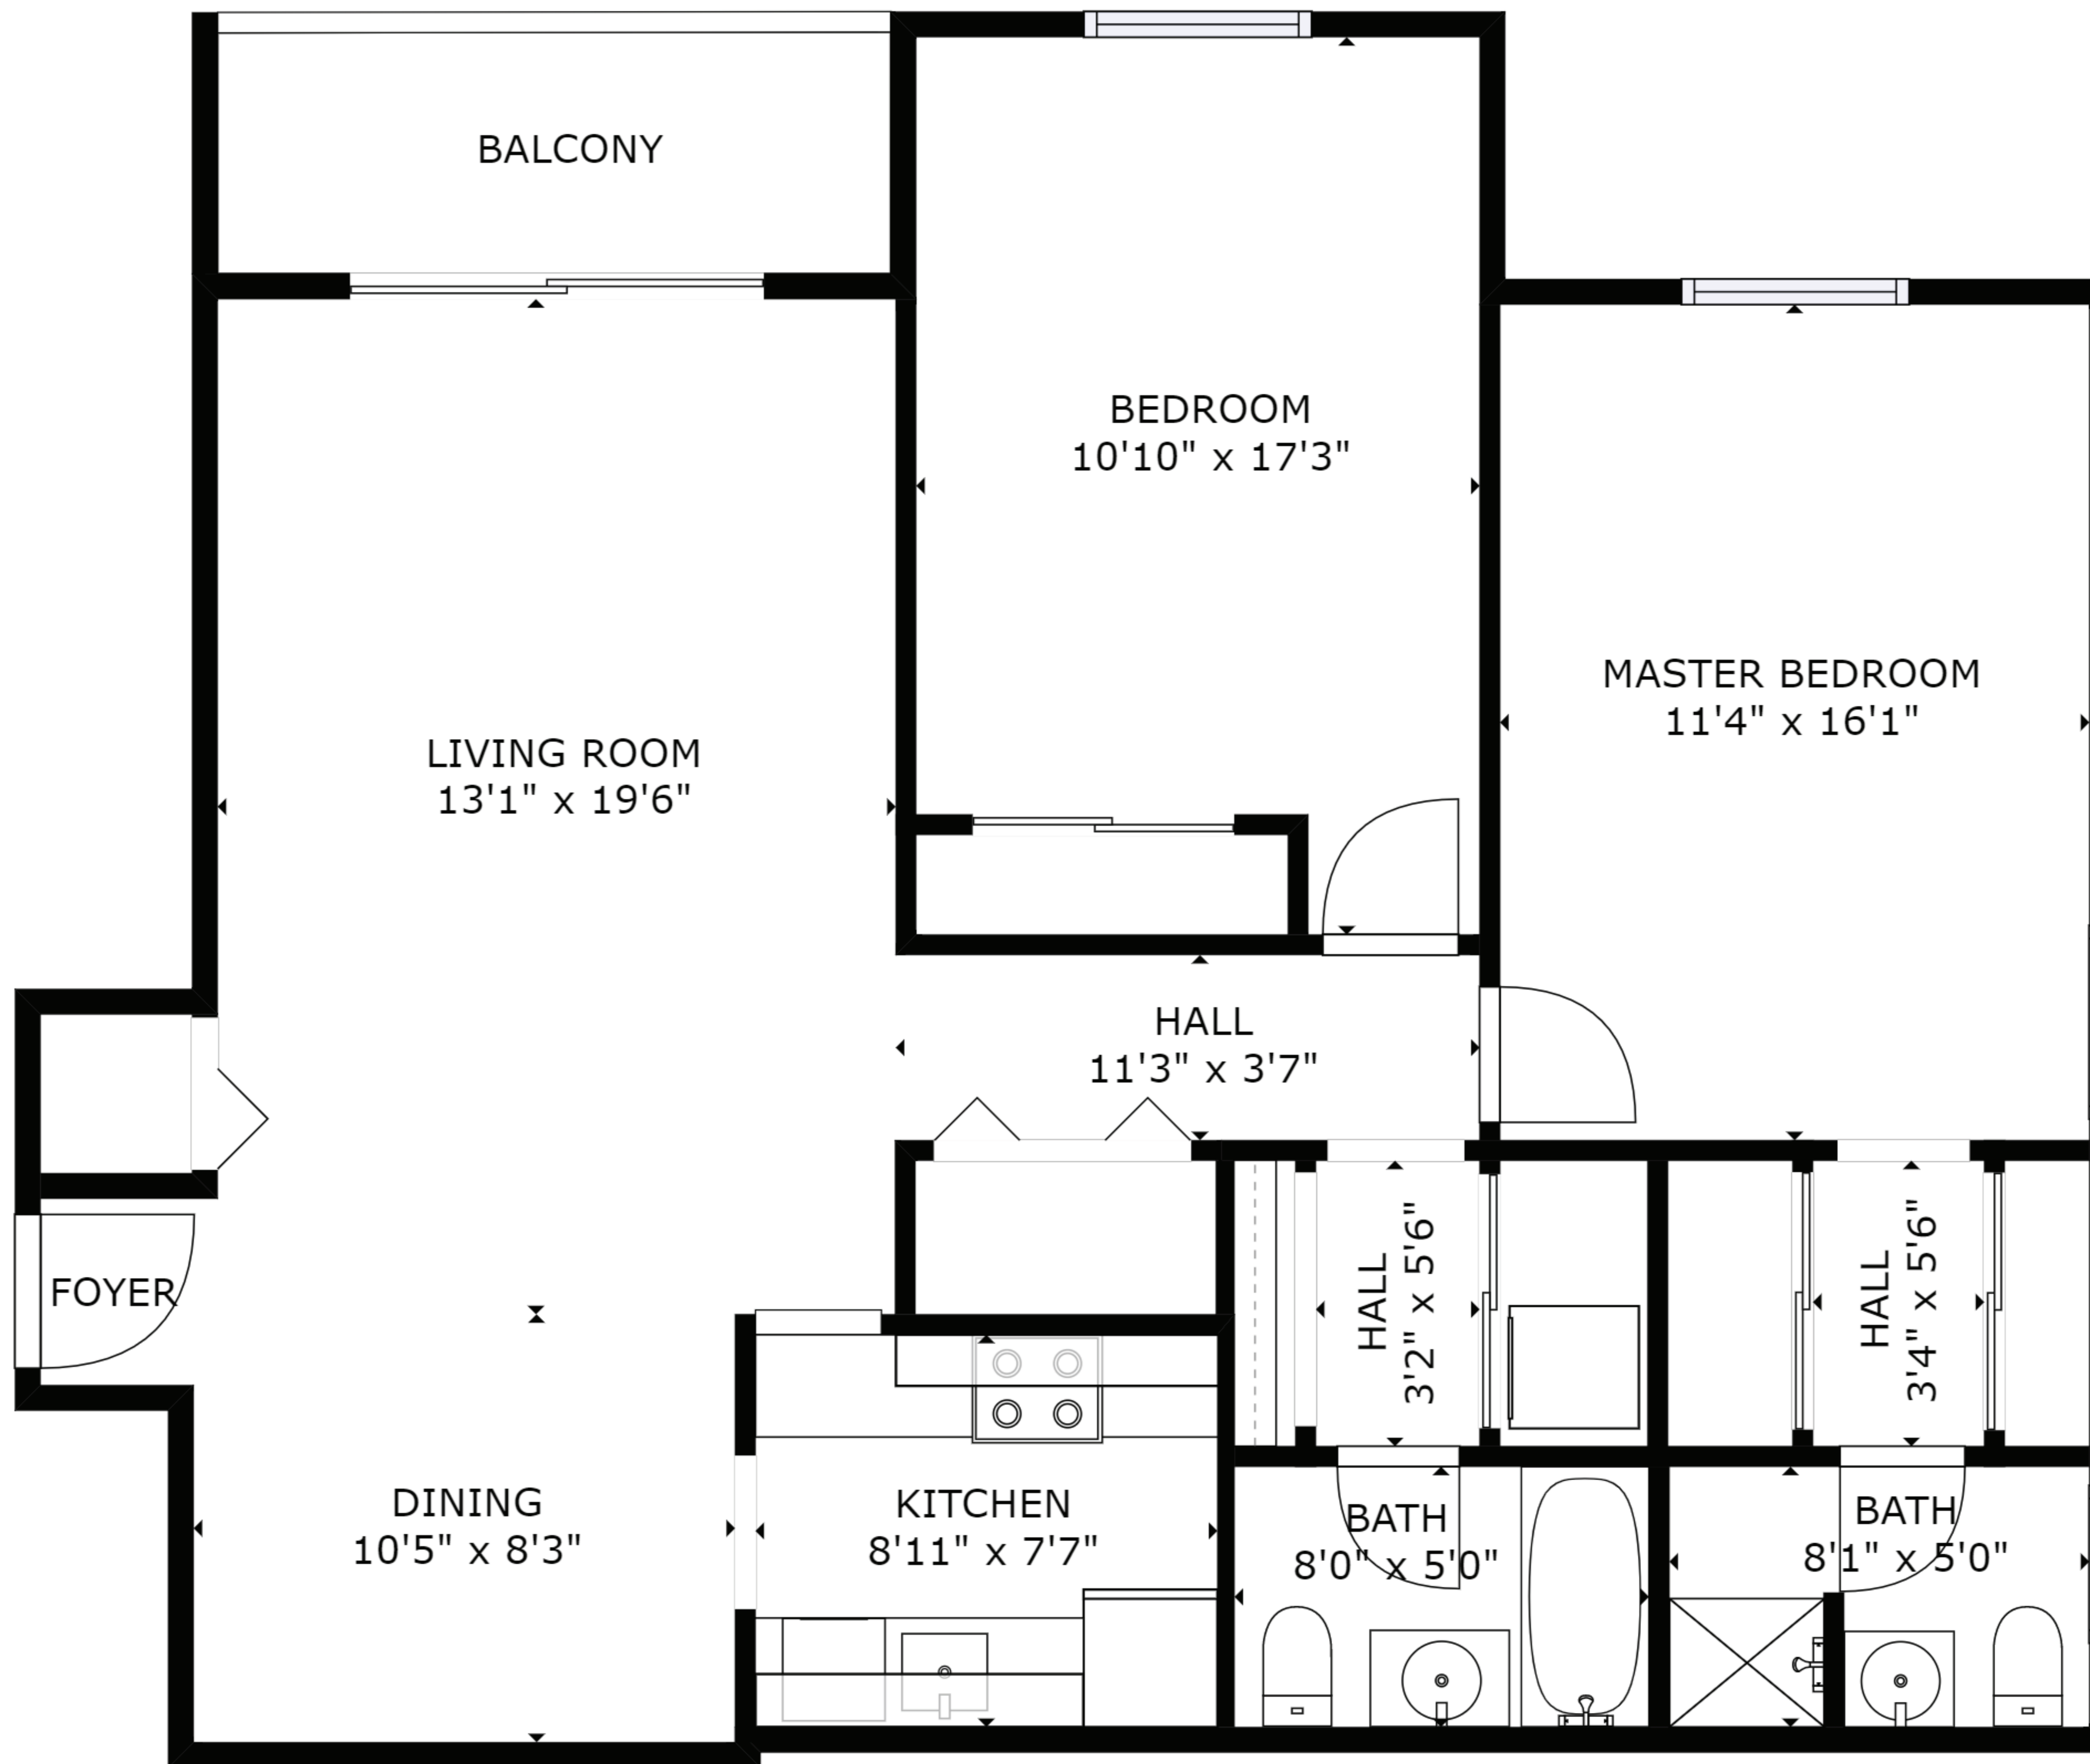 BALCONY
BEDROOM
10'10" x 17'3"
MASTER BEDROOM
11'4" x 16'1"
LIVING ROOM
13'1" x 19'6"
HALL
11'3" x 3'7"
FOYER
HALL
3'2" x 5'6"
HALL
3'4" x 5'6"
DINING
10'5" x 8'3"
KITCHEN
8'11" x 7'7"
BATH
8'0" x 5'0"
BATH
8'1" x 5'0"